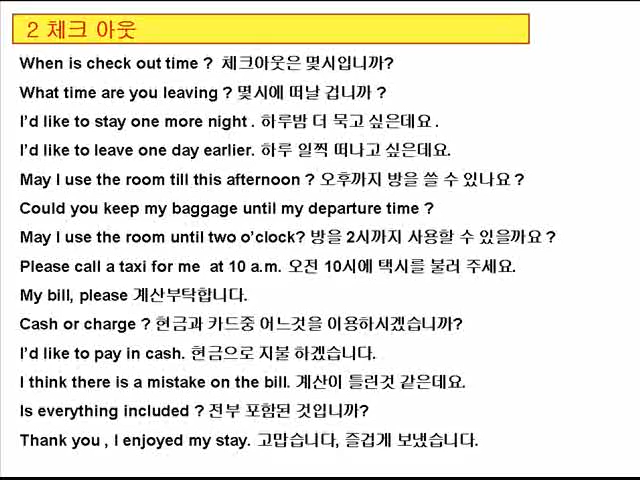 2 체크 아웃
When is check out time ? 체크아웃은 몇시입니까?
What time are you leaving ? 몇시에 떠날 겁니까 ?
I'd like to stay one more night . 하루밤 더 묵고 싶은데요 .
I'd like to leave one day earlier. 하루 일찍 떠나고 싶은데요.
May I use the room till this afternoon ? 오후까지 방을 쓸 수 있나요 ?
Could you keep my baggage until my departure time ?
May I use the room until two o'clock? 방을 2시까지 사용할 수 있을까요 ?
Please call a taxi for me at 10 a.m. 오전 10시에 택시를 불러 주세요.
My bill, please 계산부탁합니다.
Cash or charge ? 현금과 카드중 어느것을 이용하시겠습니까?
I'd like to pay in cash. 현금으로 지불 하겠습니다.
I think there is a mistake on the bill. 계산이 틀린것 같은데요.
Is everything included ? 전부 포함된 것입니까?
Thank you , I enjoyed my stay. 고맙습니다, 즐겁게 보냈습니다.